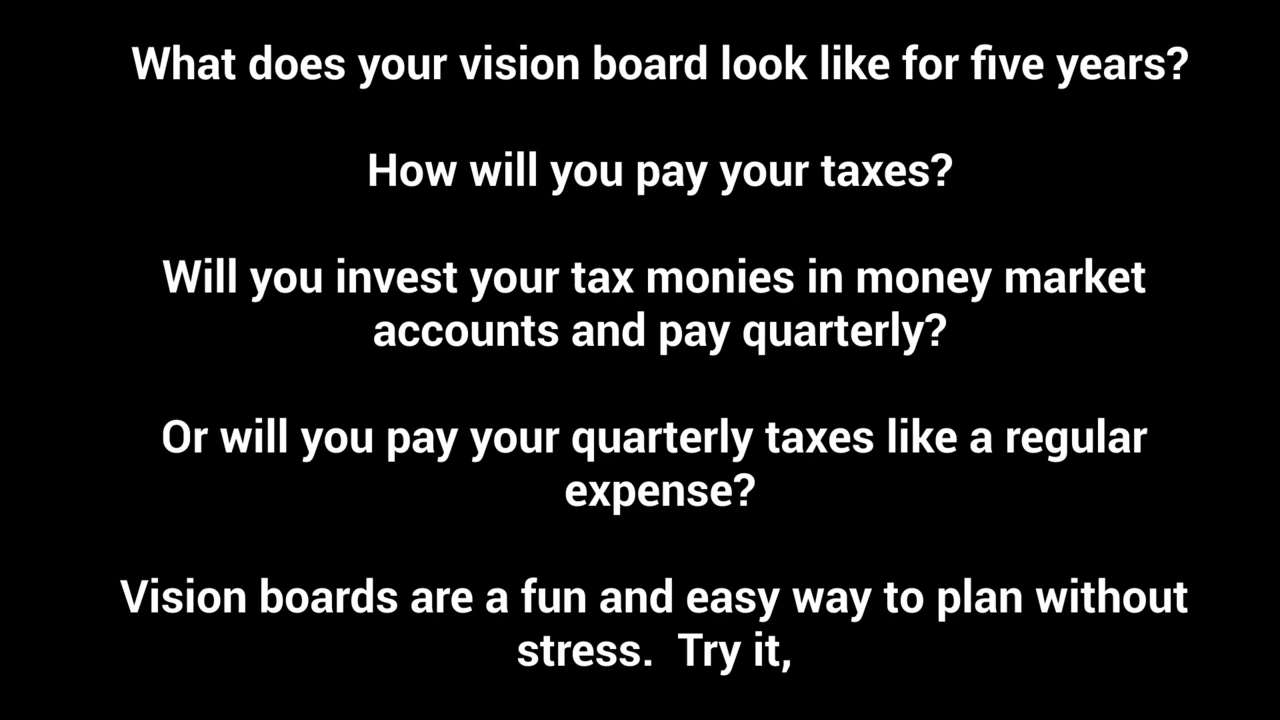 What does your vision board look like for five years?
How will you pay your taxes?
Will you invest your tax monies in money market
accounts and pay quarterly?
Or will you pay your quarterly taxes like a regular
expense?
Vision boards are a fun and easy way to plan without
stress.  Try it,